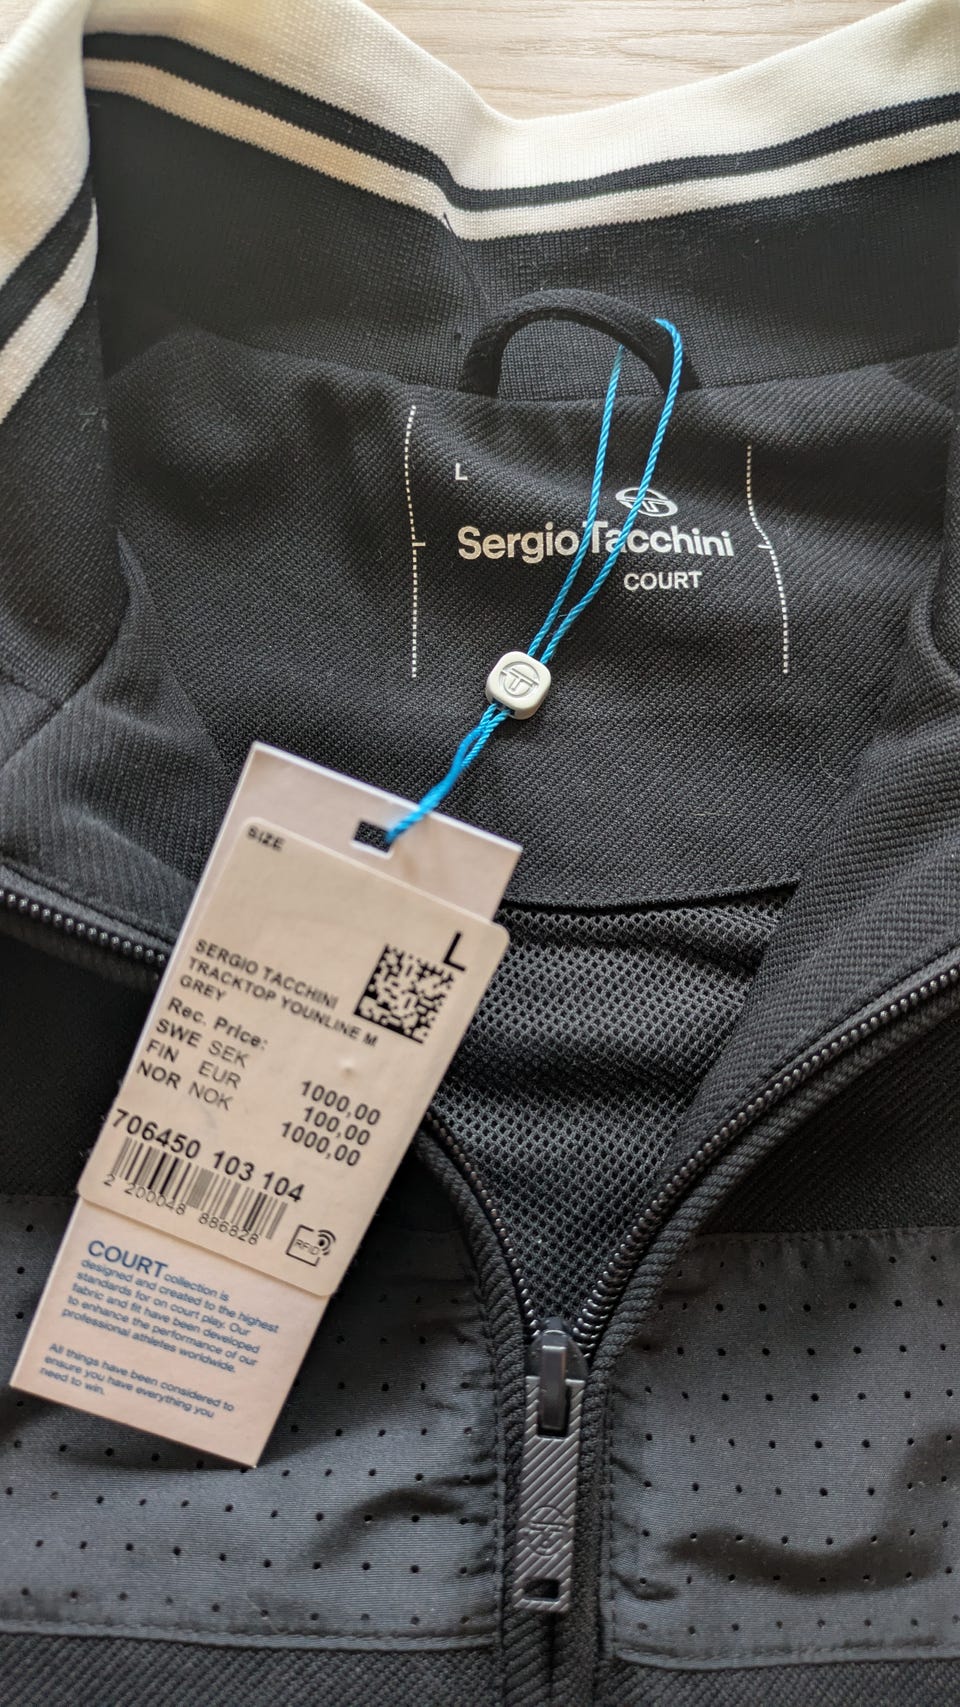 L
Sergio Tacchini
COURT
SIZE
L
SERGIO TACCHINI
TRACKTOP YOUNLINE M
GREY
Rec. Price:
SWE SEK 1000,00
FIN EUR 100,00
NOR NOK 1000,00
706450 103 104
2 200048 886828
RFID
COURT collection is
designed and created to the highest
standards for on court play. Our
fabric and fit have been developed
to enhance the performance of our
professional athletes worldwide.
All things have been considered to
ensure you have everything you
need to win.